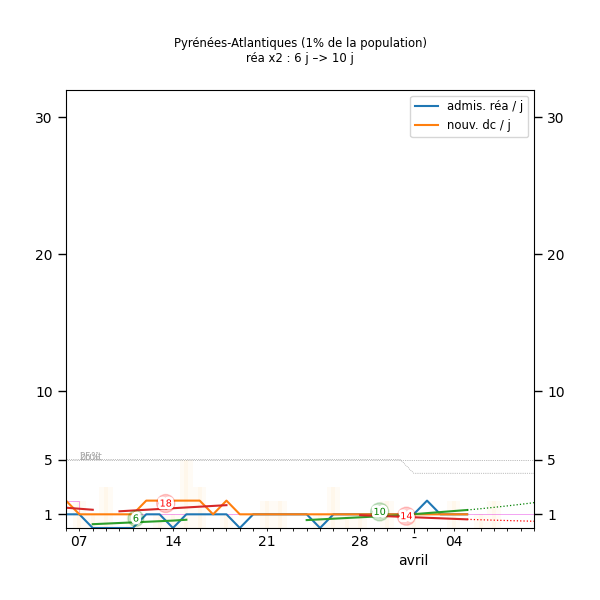 Pyrénées-Atlantiques (1% de la population)
réa x2 : 6 j –> 10 j
admis. réa / j
nouv. dc / j
30 30
20 20
10 10
5 5
18
6
10
14
1 1
07 14 21 28 - 04
avril